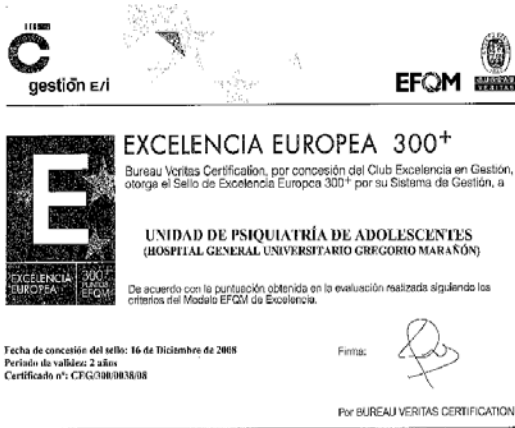 C
gestión E/i
EFQM
BUREAU
VERITAS
EXCELENCIA EUROPEA 300+
Bureau Veritas Certification, por concesión del Club Excelencia en Gestión,
otorga el Sello de Excelencia Europea 300+ por su Sistema de Gestión, a
E
UNIDAD DE PSIQUIATRÍA DE ADOLESCENTES
(HOSPITAL GENERAL UNIVERSITARIO GREGORIO MARAÑÓN)
EXCELENCIA
EUROPEA
300+
PUNTOS
EFQM
De acuerdo con la puntuación obtenida en la evaluación realizada siguiendo los
criterios del Modelo EFQM de Excelencia.
Fecha de concesión del sello: 16 de Diciembre de 2008
Periodo de validez: 2 años
Certificado nº: CEG/300/0038/08
Firma:
Por BUREAU VERITAS CERTIFICATION